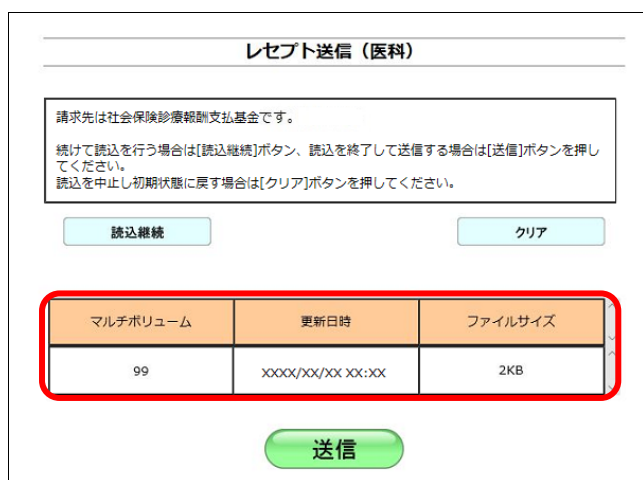 レセプト送信（医科）
請求先は社会保険診療報酬支払基金です。
続けて読込を行う場合は[読込継続]ボタン、読込を終了して送信する場合は[送信]ボタンを押し
てください。
読込を中止し初期状態に戻す場合は[クリア]ボタンを押してください。
読込継続 クリア
マルチボリューム 更新日時 ファイルサイズ
99 XXXX/XX/XX XX:XX 2KB
送信